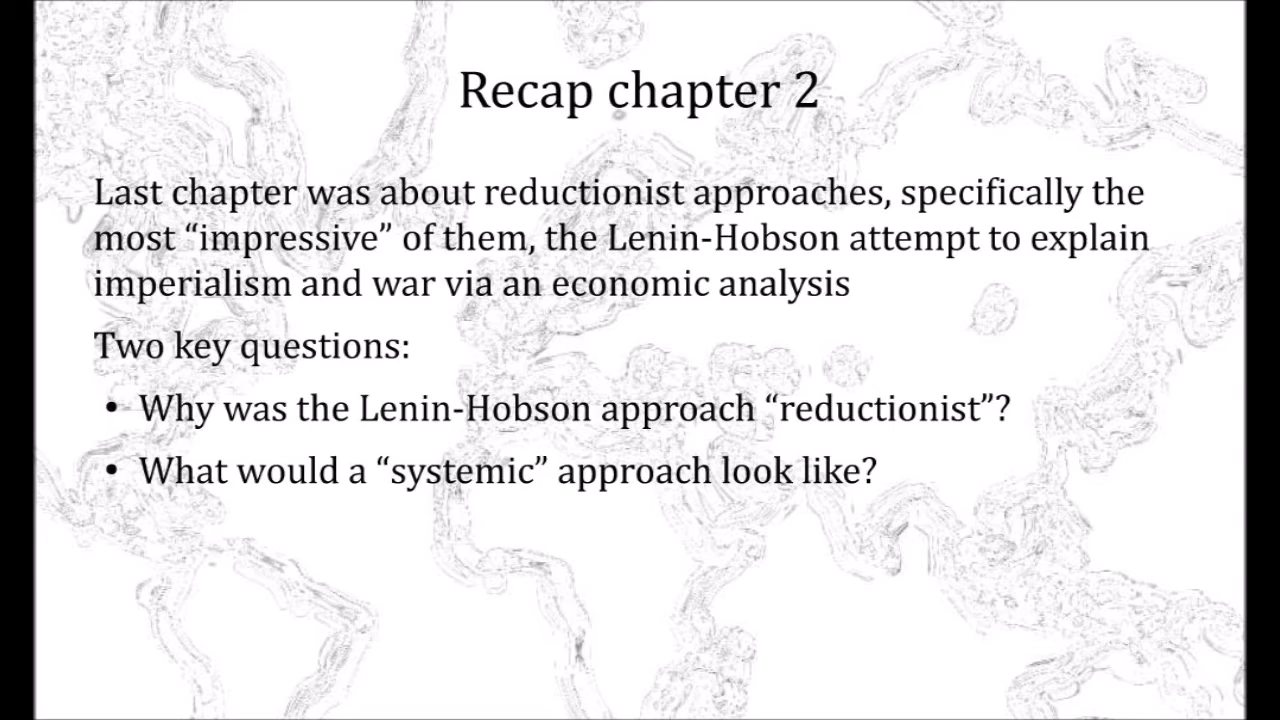 Recap chapter 2
Last chapter was about reductionist approaches, specifically the
most “impressive” of them, the Lenin-Hobson attempt to explain
imperialism and war via an economic analysis
Two key questions:
• Why was the Lenin-Hobson approach “reductionist”?
• What would a “systemic” approach look like?